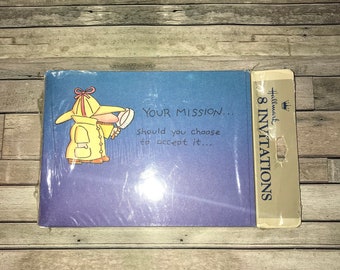 YOUR MISSION...
should you choose
to accept it...
Hallmark
8 INVITATIONS